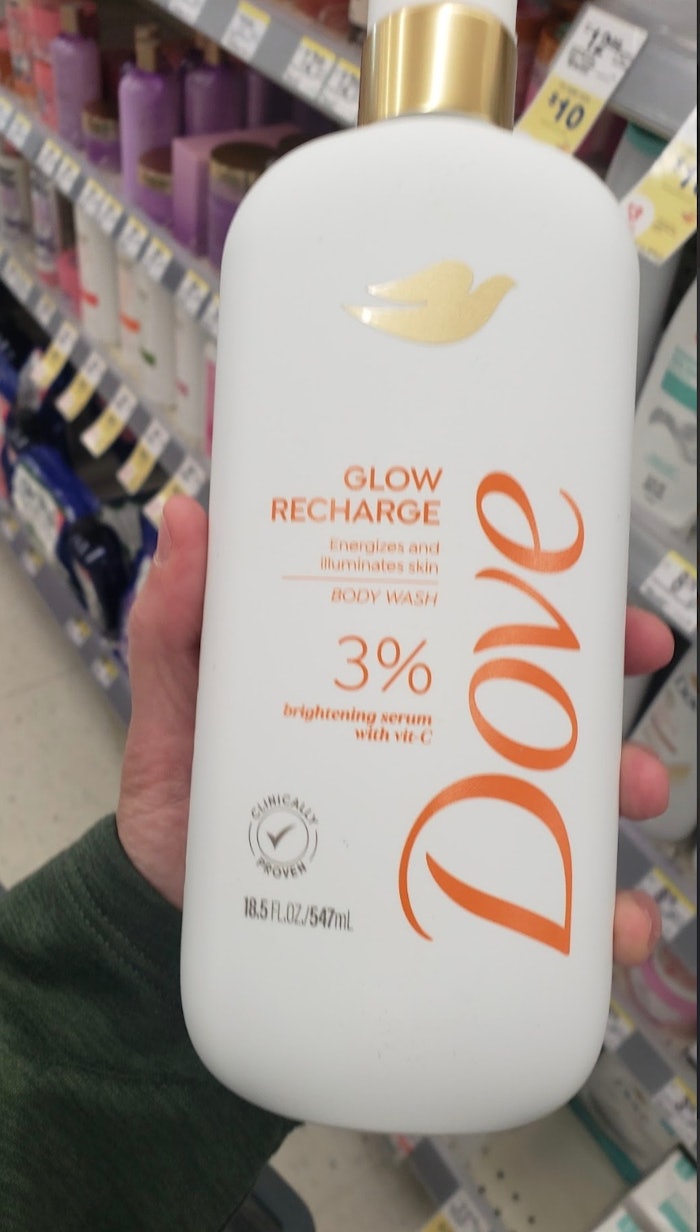 $10
GLOW
RECHARGE
Energizes and
illuminates skin
BODY WASH
3%
brightening serum
with vit-C
CLINICALLY
PROVEN
18.5 FL.OZ./547mL
Dove